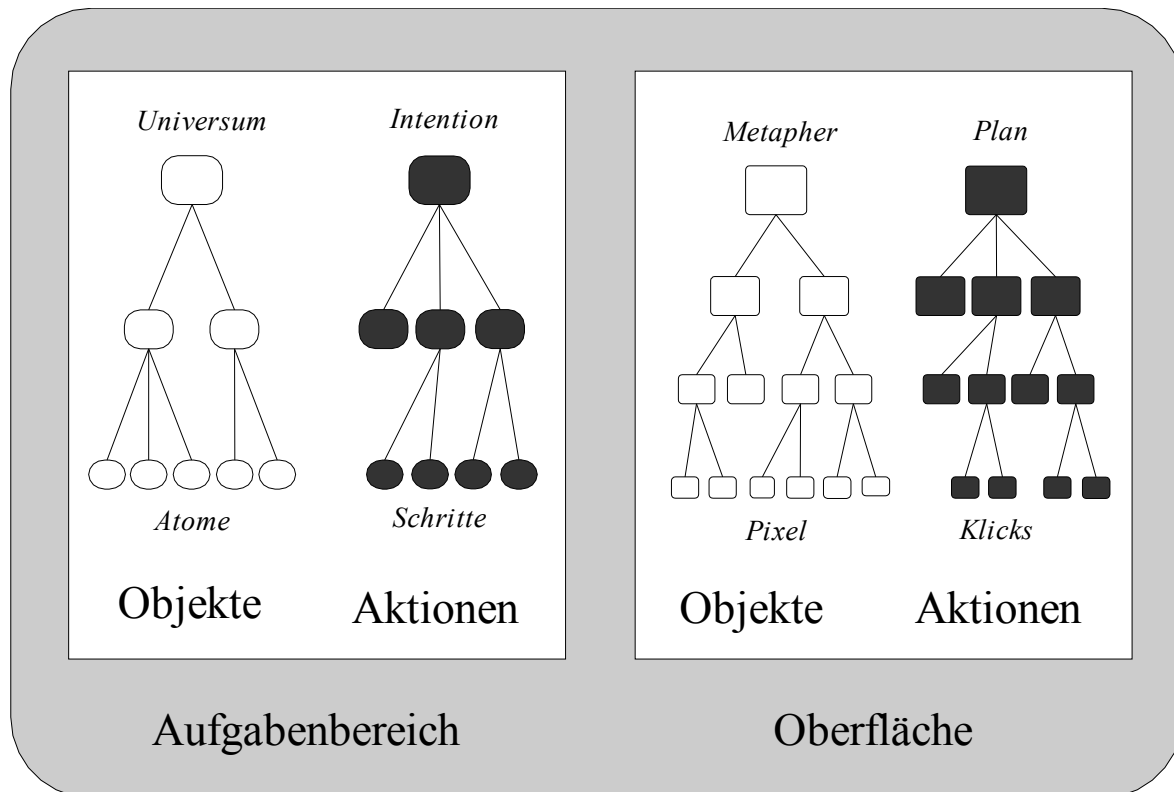 Universum
Intention
Atome
Schritte
Objekte
Aktionen
Aufgabenbereich
Metapher
Plan
Pixel
Klicks
Objekte
Aktionen
Oberfläche